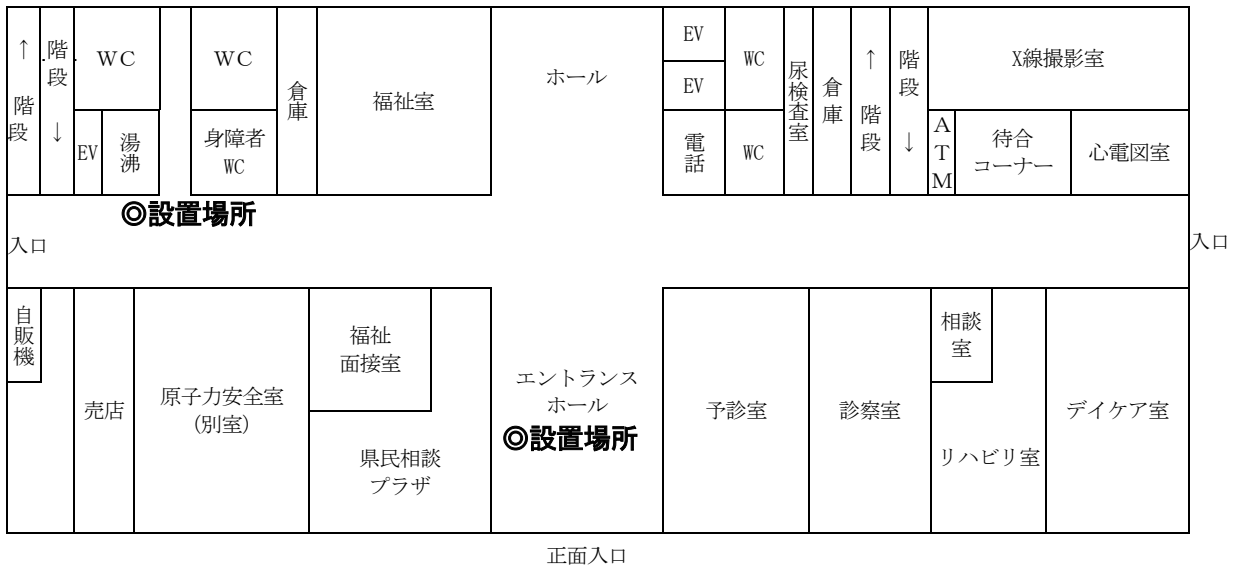 ↑
階段
階段
↓
WC
EV
湯沸
WC
身障者
WC
倉庫
福祉室
ホール
EV
EV
電話
WC
WC
尿検査室
倉庫
↑
階段
階段
↓
X線撮影室
ATM
待合
コーナー
心電図室
◎設置場所
入口
入口
自販機
売店
原子力安全室
(別室)
福祉
面接室
県民相談
プラザ
エントランス
ホール
◎設置場所
予診室
診察室
相談
室
リハビリ室
デイケア室
正面入口